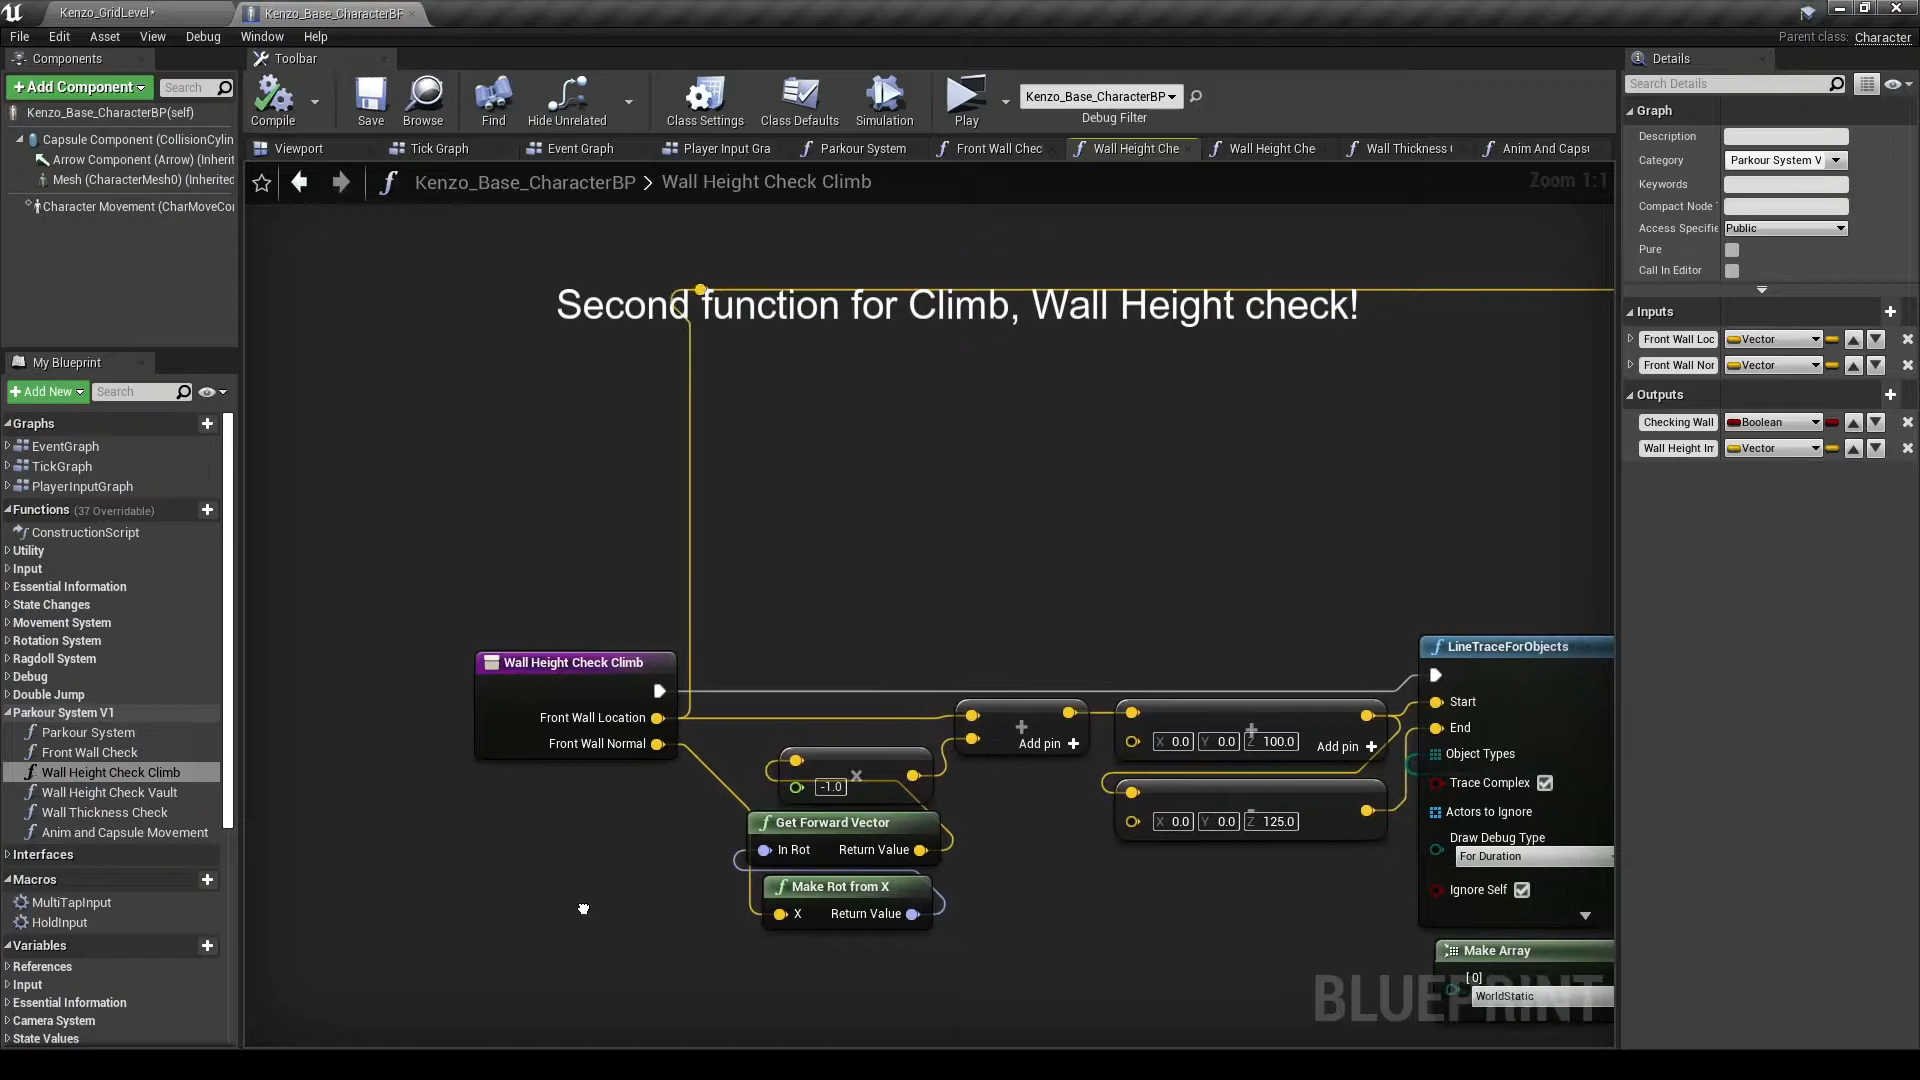 Kenzo_GridLevel*
Kenzo_Base_CharacterBP
File Edit Asset View Debug Window Help
Parent class: Character
Components
Toolbar
Details
+Add Component
Search
Kenzo_Base_CharacterBP(self)
Capsule Component (CollisionCylin
Arrow Component (Arrow) (Inherit
Mesh (CharacterMesh0) (Inherited
Character Movement (CharMoveCor
Compile
Save
Browse
Find
Hide Unrelated
Class Settings
Class Defaults
Simulation
Play
Kenzo_Base_CharacterBP
Debug Filter
Viewport
Tick Graph
Event Graph
Player Input Gra
Parkour System
Front Wall Chec
Wall Height Che
Wall Height Che
Wall Thickness
Anim And Capsu
Kenzo_Base_CharacterBP > Wall Height Check Climb
Zoom 1:1
Second function for Climb, Wall Height check!
My Blueprint
+Add New
Search
Graphs
EventGraph
TickGraph
PlayerInputGraph
Functions (37 Overridable)
ConstructionScript
Utility
Input
Essential Information
State Changes
Movement System
Rotation System
Ragdoll System
Debug
Double Jump
Parkour System V1
Parkour System
Front Wall Check
Wall Height Check Climb
Wall Height Check Vault
Wall Thickness Check
Anim and Capsule Movement
Interfaces
Macros
MultiTapInput
HoldInput
Variables
References
Input
Essential Information
Camera System
State Values
Wall Height Check Climb
Front Wall Location
Front Wall Normal
-1.0
Get Forward Vector
In Rot Return Value
Make Rot from X
X Return Value
Add pin +
X 0.0 Y 0.0 Z 100.0 Add pin +
X 0.0 Y 0.0 Z 125.0
LineTraceForObjects
Start
End
Object Types
Trace Complex
Actors to Ignore
Draw Debug Type
For Duration
Ignore Self
Make Array
[0]
WorldStatic
BLUEPRINT
Search Details
Graph
Description
Category Parkour System V
Keywords
Compact Node
Access Specifie Public
Pure
Call In Editor
Inputs
Front Wall Loc Vector
Front Wall Nor Vector
Outputs
Checking Wall Boolean
Wall Height Im Vector